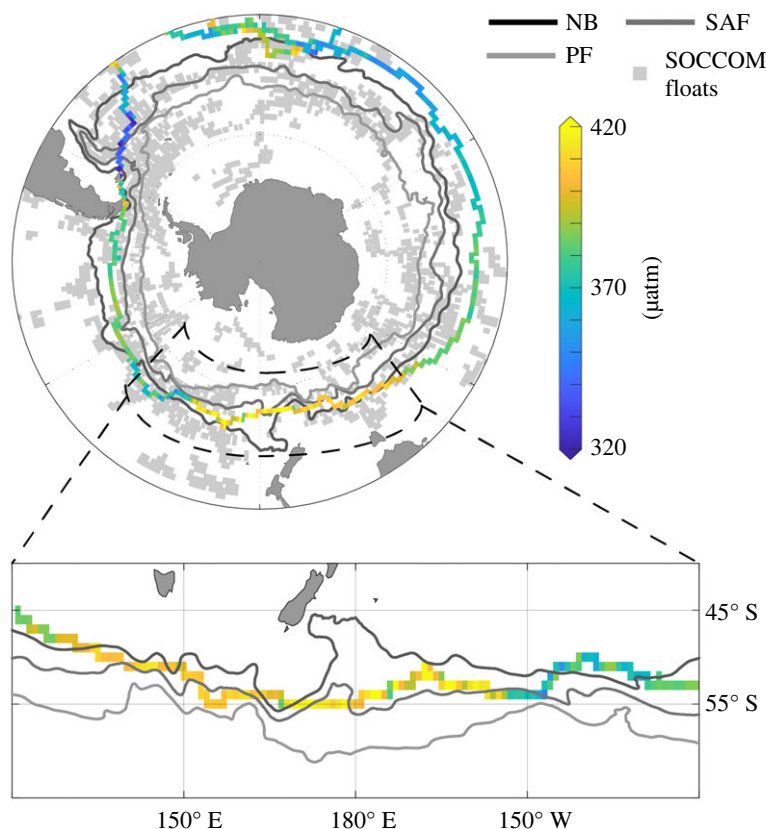 NB
SAF
PF
SOCCOM
floats
420
370
(µatm)
320
45° S
55° S
150° E
180° E
150° W